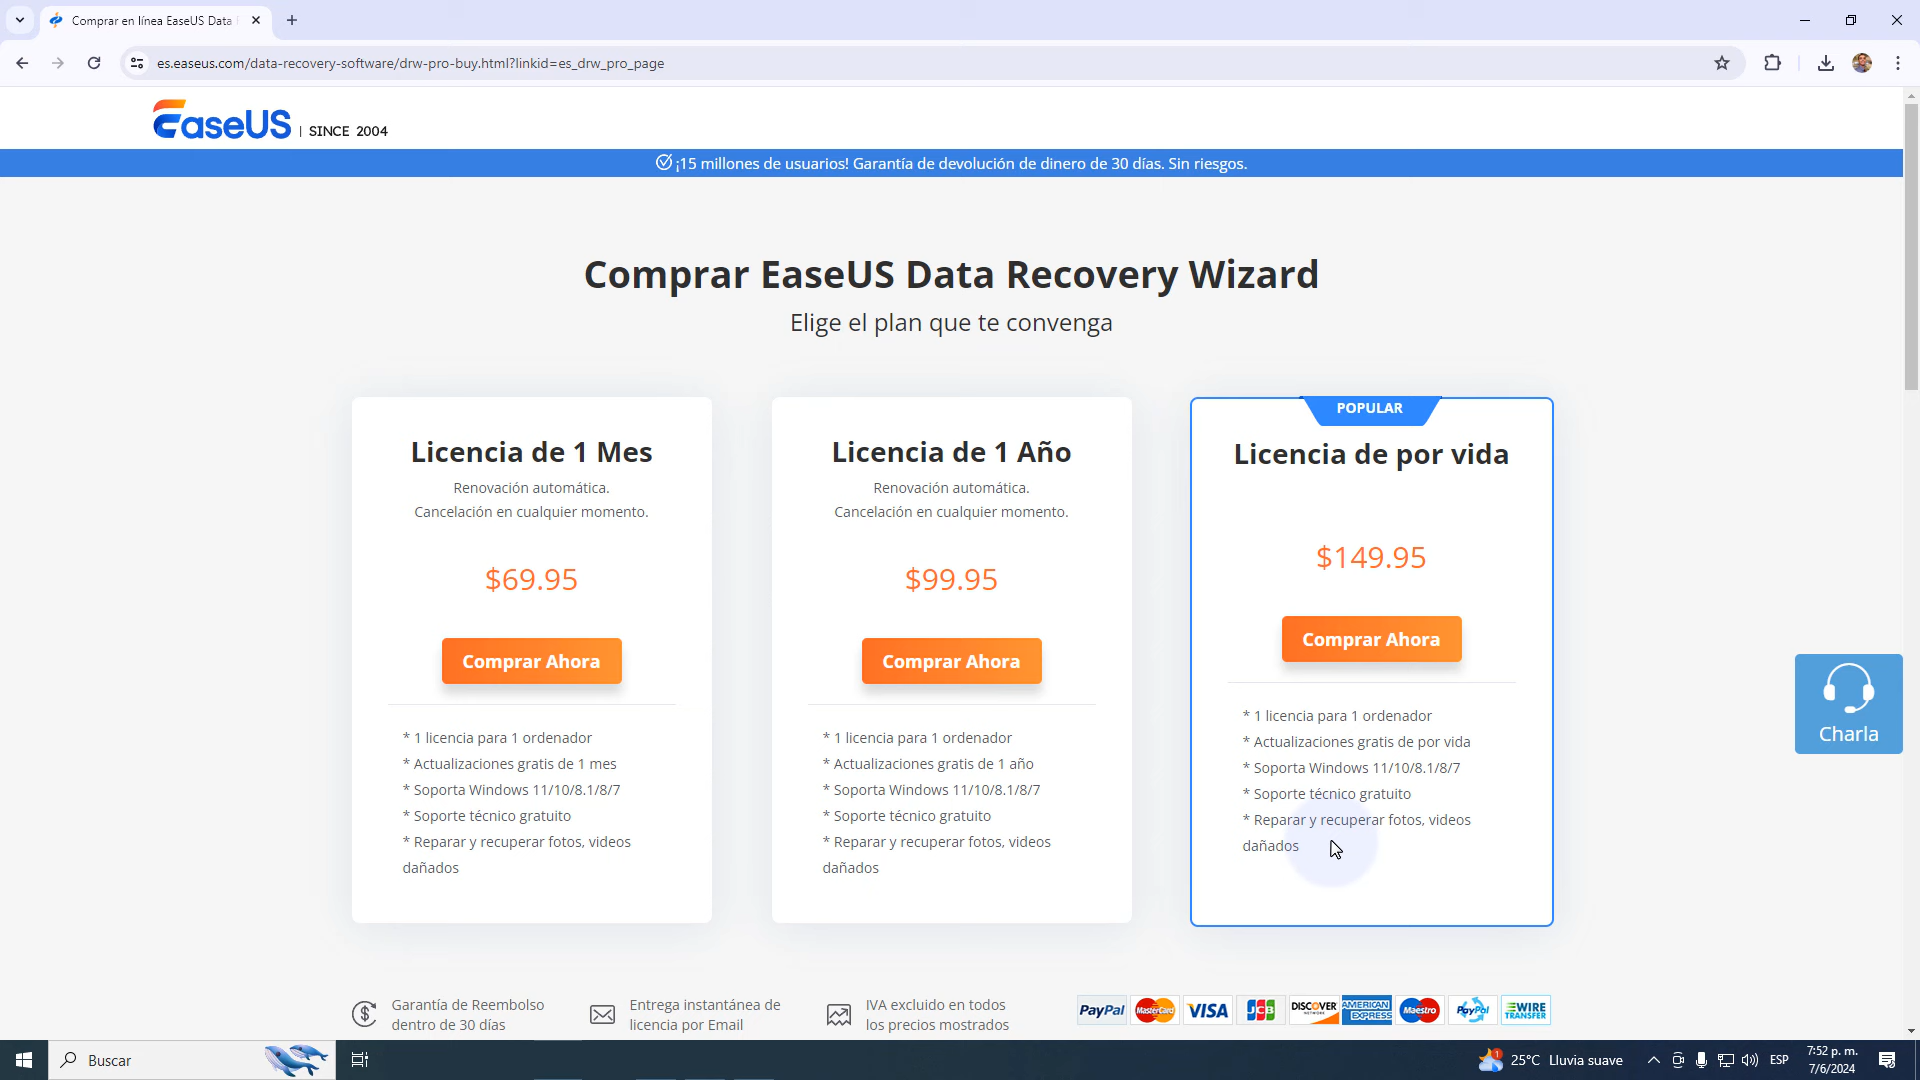 Comprar en línea EaseUS Data
es.easeus.com/data-recovery-software/drw-pro-buy.html?linkid=es_drw_pro_page
EaseUS | SINCE 2004
¡15 millones de usuarios! Garantía de devolución de dinero de 30 días. Sin riesgos.
Comprar EaseUS Data Recovery Wizard
Elige el plan que te convenga
Licencia de 1 Mes
Renovación automática.
Cancelación en cualquier momento.
$69.95
Comprar Ahora
* 1 licencia para 1 ordenador
* Actualizaciones gratis de 1 mes
* Soporta Windows 11/10/8.1/8/7
* Soporte técnico gratuito
* Reparar y recuperar fotos, videos
dañados
Licencia de 1 Año
Renovación automática.
Cancelación en cualquier momento.
$99.95
Comprar Ahora
* 1 licencia para 1 ordenador
* Actualizaciones gratis de 1 año
* Soporta Windows 11/10/8.1/8/7
* Soporte técnico gratuito
* Reparar y recuperar fotos, videos
dañados
POPULAR
Licencia de por vida
$149.95
Comprar Ahora
* 1 licencia para 1 ordenador
* Actualizaciones gratis de por vida
* Soporta Windows 11/10/8.1/8/7
* Soporte técnico gratuito
* Reparar y recuperar fotos, videos
dañados
Charla
Garantía de Reembolso
dentro de 30 días
Entrega instantánea de
licencia por Email
IVA excluido en todos
los precios mostrados
PayPal MasterCard VISA JCB DISCOVER NETWORK AMERICAN EXPRESS Maestro PayPal WIRE TRANSFER
Buscar
1
25°C Lluvia suave
ESP
7:52 p. m.
7/6/2024